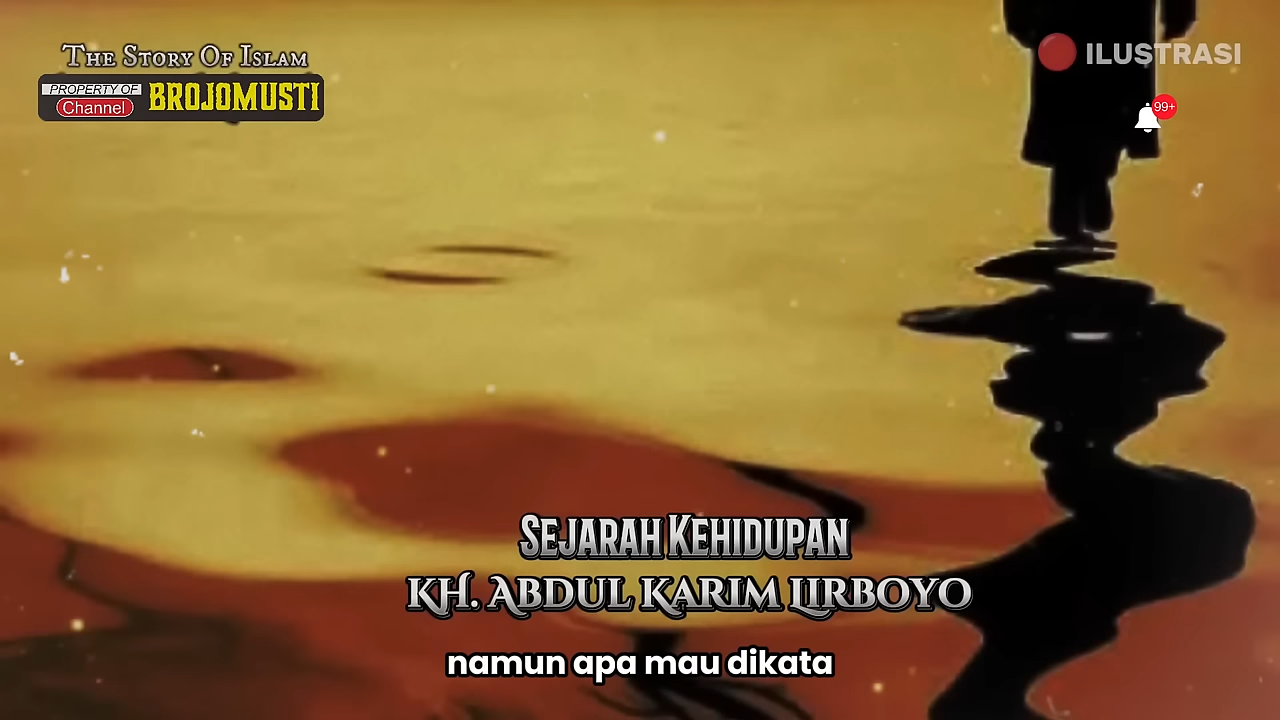 The Story Of Islam
PROPERTY OF
Channel
BROJOMUSTI
ILUSTRASI
99+
Sejarah Kehidupan
KH. Abdul Karim Lirboyo
namun apa mau dikata